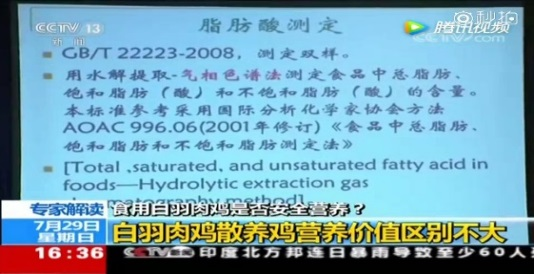 CCTV 13
新闻
秒拍
腾讯视频
脂肪酸测定
GB/T 22223-2008，测定双样。
用水解提取-气相色谱法测定食品中总脂肪、
饱和脂肪（酸）和不饱和脂肪（酸）的含量。
本标准参考采用国际分析化学家协会方法
AOAC 996.06(2001年修订)《食品中总脂肪、
饱和脂肪和不饱和脂肪测定法》
[Total ,saturated, and unsaturated fatty acid in
foods—Hydrolytic extraction gas
专家解读
食用白羽肉鸡是否安全营养？
7月29日
星期日
白羽肉鸡散养鸡营养价值区别不大
16:36
CCTV
印度北方邦连日暴雨导致至少60人